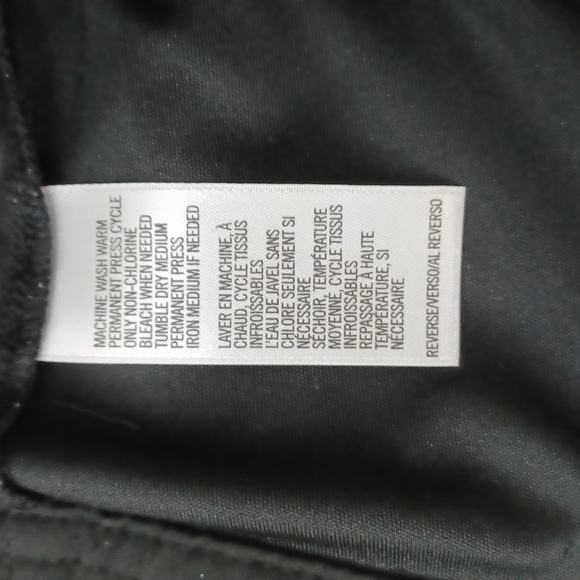 MACHINE WASH WARM
PERMANENT PRESS CYCLE
ONLY NON-CHLORINE
BLEACH WHEN NEEDED
TUMBLE DRY MEDIUM
PERMANENT PRESS
IRON MEDIUM IF NEEDED
LAVER EN MACHINE, À
CHAUD, CYCLE TISSUS
INFROISSABLES
L'EAU DE JAVEL SANS
CHLORE SEULEMENT SI
NÉCESSAIRE
SÉCHOIR, TEMPÉRATURE
MOYENNE, CYCLE TISSUS
INFROISSABLES
REPASSAGE À HAUTE
TEMPÉRATURE, SI
NÉCESSAIRE
REVERSE/VERSO/AL REVERSO